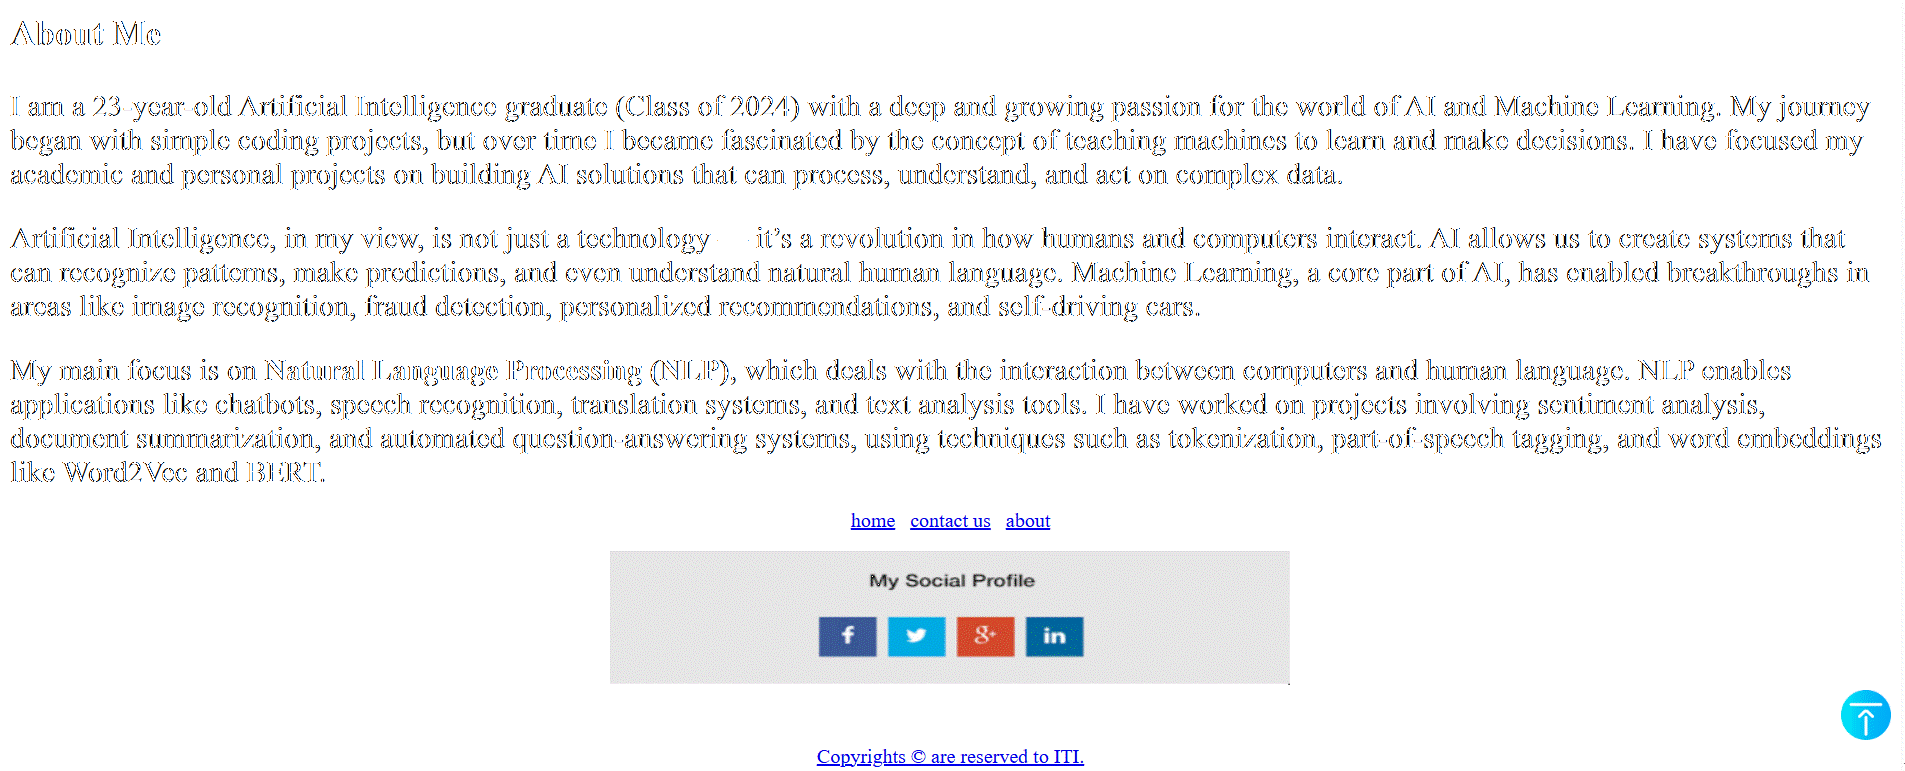 About Me
I am a 23-year-old Artificial Intelligence graduate (Class of 2024) with a deep and growing passion for the world of AI and Machine Learning. My journey
began with simple coding projects, but over time I became fascinated by the concept of teaching machines to learn and make decisions. I have focused my
academic and personal projects on building AI solutions that can process, understand, and act on complex data.
Artificial Intelligence, in my view, is not just a technology — it’s a revolution in how humans and computers interact. AI allows us to create systems that
can recognize patterns, make predictions, and even understand natural human language. Machine Learning, a core part of AI, has enabled breakthroughs in
areas like image recognition, fraud detection, personalized recommendations, and self-driving cars.
My main focus is on Natural Language Processing (NLP), which deals with the interaction between computers and human language. NLP enables
applications like chatbots, speech recognition, translation systems, and text analysis tools. I have worked on projects involving sentiment analysis,
document summarization, and automated question-answering systems, using techniques such as tokenization, part-of-speech tagging, and word embeddings
like Word2Vec and BERT.
home contact us about
My Social Profile
f g+ in
Copyrights © are reserved to ITI.